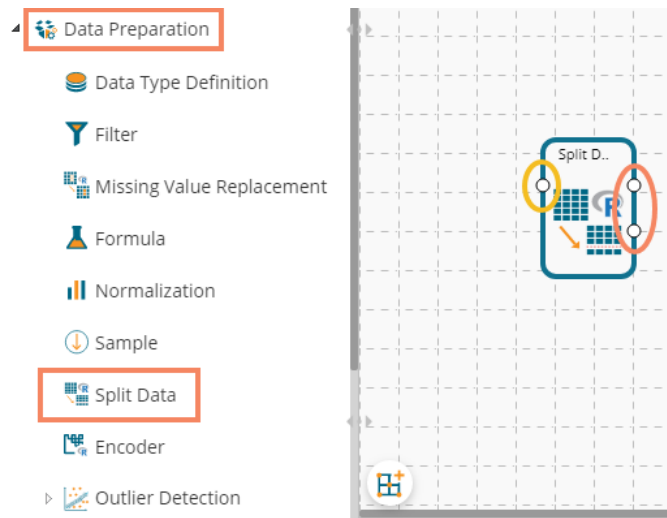 Data Preparation
Data Type Definition
Filter
Missing Value Replacement
Formula
Normalization
Sample
Split Data
Encoder
Outlier Detection
Split D..
R